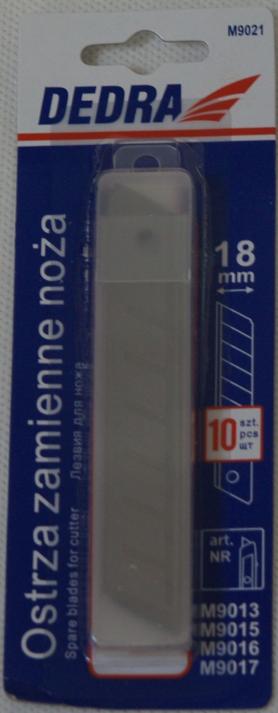 M9021
DEDRA
18
mm
Ostrza zamienne noża
Spare blades for cutter
Лезвия для ножа
10 szt.
pcs
шт
art.
NR
M9013
M9015
M9016
M9017